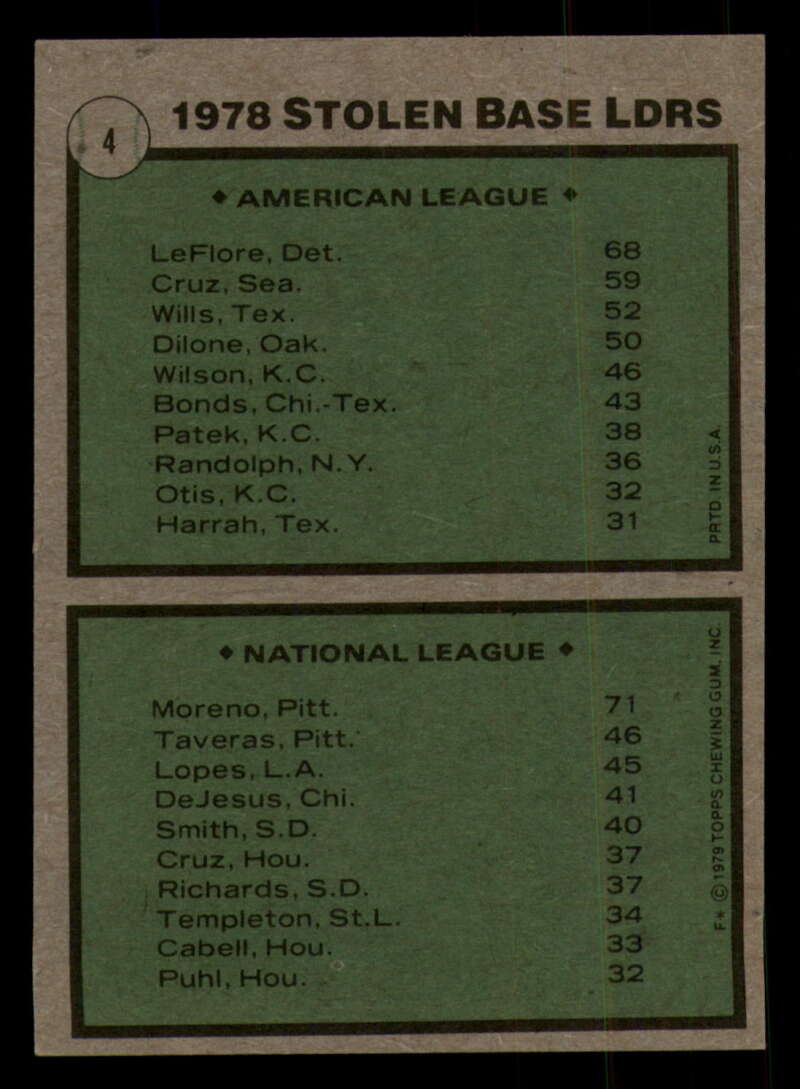 4
1978 STOLEN BASE LDRS
♦ AMERICAN LEAGUE ♦
LeFlore, Det. 68
Cruz, Sea. 59
Wills, Tex. 52
Dilone, Oak. 50
Wilson, K.C. 46
Bonds, Chi.-Tex. 43
Patek, K.C. 38
Randolph, N.Y. 36
Otis, K.C. 32
Harrah, Tex. 31
PRTD. IN U.S.A.
♦ NATIONAL LEAGUE ♦
Moreno, Pitt. 71
Taveras, Pitt. 46
Lopes, L.A. 45
DeJesus, Chi. 41
Smith, S.D. 40
Cruz, Hou. 37
Richards, S.D. 37
Templeton, St.L. 34
Cabell, Hou. 33
Puhl, Hou. 32
F* © 1979 TOPPS CHEWING GUM, INC.